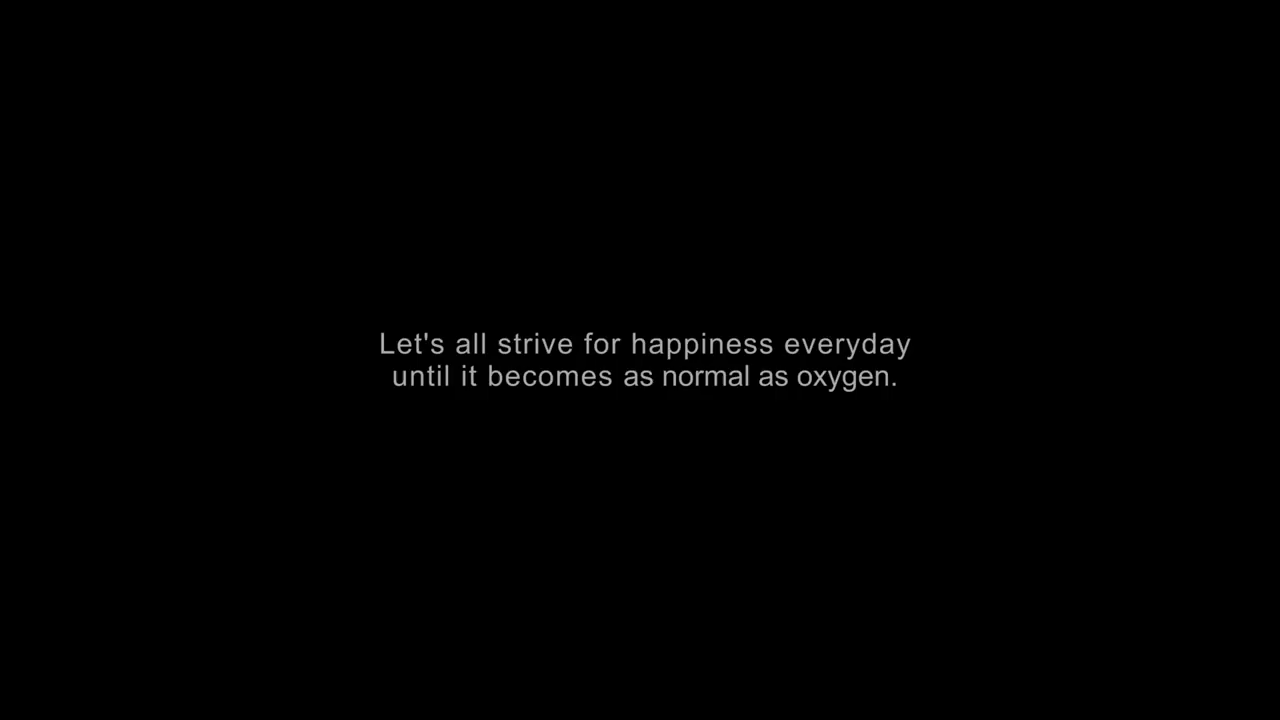 Let's all strive for happiness everyday
until it becomes as normal as oxygen.